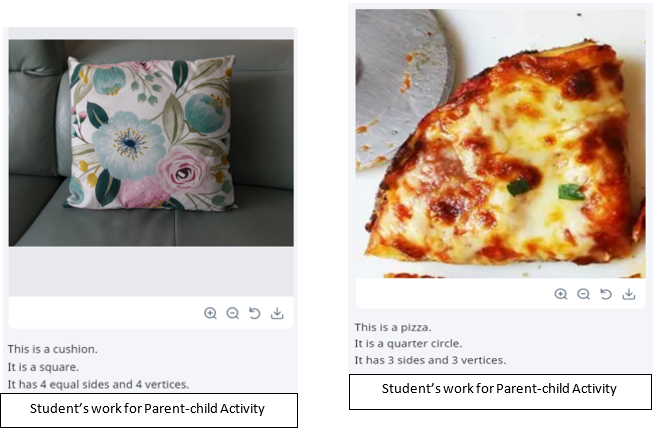 This is a cushion.
It is a square.
It has 4 equal sides and 4 vertices.
Student's work for Parent-child Activity
This is a pizza.
It is a quarter circle.
It has 3 sides and 3 vertices.
Student's work for Parent-child Activity